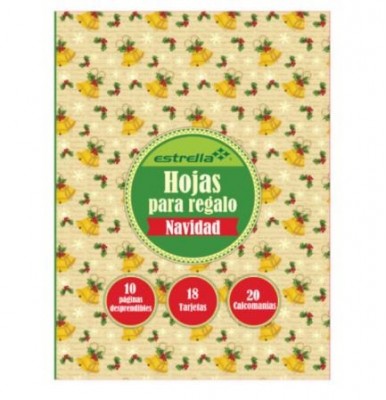 estrella
Hojas
para regalo
Navidad
10
páginas
desprendibles
18
Tarjetas
20
Calcomanías